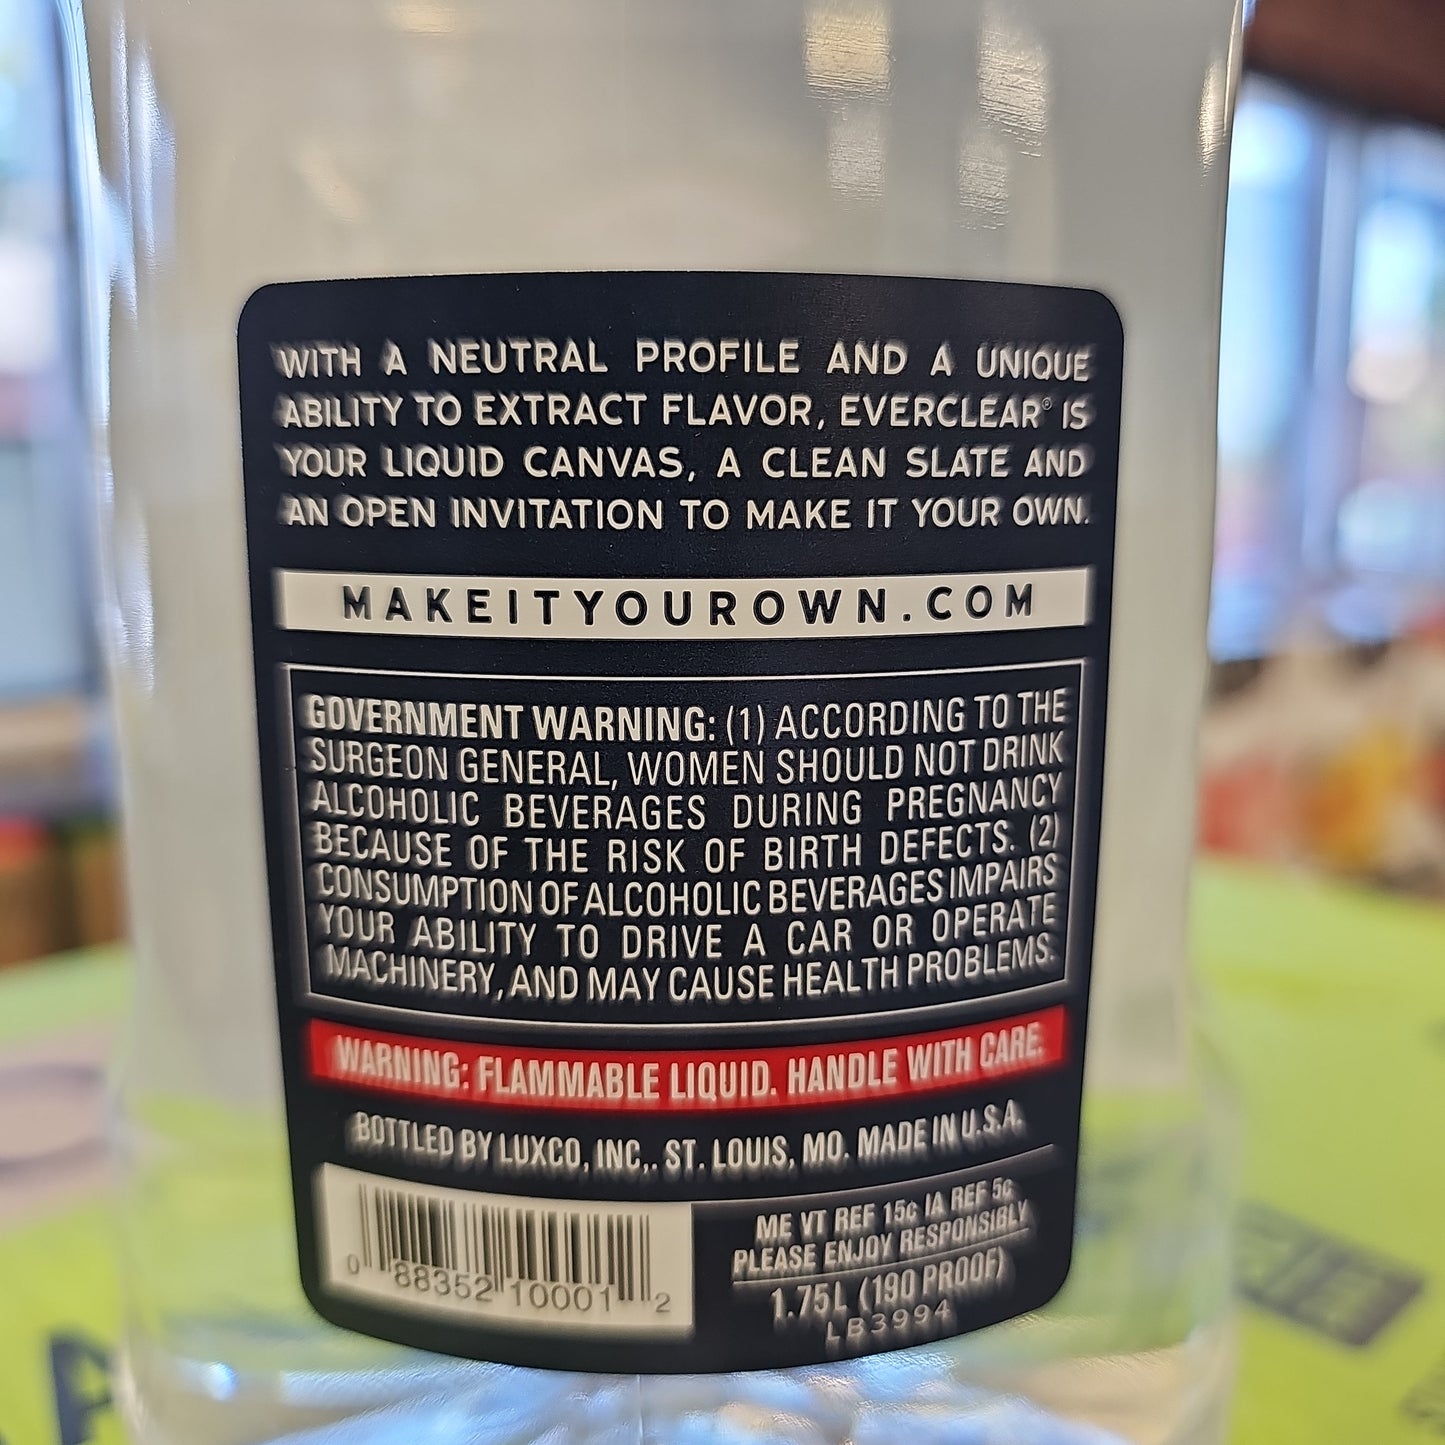 WITH A NEUTRAL PROFILE AND A UNIQUE
ABILITY TO EXTRACT FLAVOR, EVERCLEAR® IS
YOUR LIQUID CANVAS, A CLEAN SLATE AND
AN OPEN INVITATION TO MAKE IT YOUR OWN.
MAKEITYOUROWN.COM
GOVERNMENT WARNING: (1) ACCORDING TO THE
SURGEON GENERAL, WOMEN SHOULD NOT DRINK
ALCOHOLIC BEVERAGES DURING PREGNANCY
BECAUSE OF THE RISK OF BIRTH DEFECTS. (2)
CONSUMPTION OF ALCOHOLIC BEVERAGES IMPAIRS
YOUR ABILITY TO DRIVE A CAR OR OPERATE
MACHINERY, AND MAY CAUSE HEALTH PROBLEMS.
WARNING: FLAMMABLE LIQUID. HANDLE WITH CARE.
BOTTLED BY LUXCO, INC., ST. LOUIS, MO. MADE IN U.S.A.
ME VT REF 15¢ IA REF 5¢
PLEASE ENJOY RESPONSIBLY
1.75L (190 PROOF)
LB3994
0 88352 10001 2